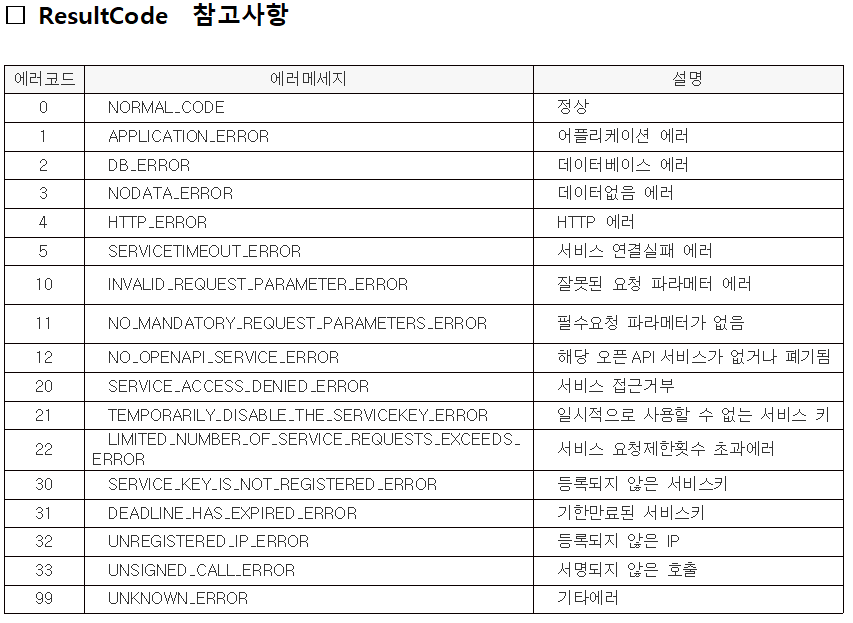 □ ResultCode 참고사항
에러코드 에러메세지 설명
0 NORMAL_CODE 정상
1 APPLICATION_ERROR 어플리케이션 에러
2 DB_ERROR 데이터베이스 에러
3 NODATA_ERROR 데이터없음 에러
4 HTTP_ERROR HTTP 에러
5 SERVICETIMEOUT_ERROR 서비스 연결실패 에러
10 INVALID_REQUEST_PARAMETER_ERROR 잘못된 요청 파라메터 에러
11 NO_MANDATORY_REQUEST_PARAMETERS_ERROR 필수요청 파라메터가 없음
12 NO_OPENAPI_SERVICE_ERROR 해당 오픈API서비스가 없거나 폐기됨
20 SERVICE_ACCESS_DENIED_ERROR 서비스 접근거부
21 TEMPORARILY_DISABLE_THE_SERVICEKEY_ERROR 일시적으로 사용할 수 없는 서비스 키
22 LIMITED_NUMBER_OF_SERVICE_REQUESTS_EXCEEDS_
ERROR 서비스 요청제한횟수 초과에러
30 SERVICE_KEY_IS_NOT_REGISTERED_ERROR 등록되지 않은 서비스키
31 DEADLINE_HAS_EXPIRED_ERROR 기한만료된 서비스키
32 UNREGISTERED_IP_ERROR 등록되지 않은 IP
33 UNSIGNED_CALL_ERROR 서명되지 않은 호출
99 UNKNOWN_ERROR 기타에러